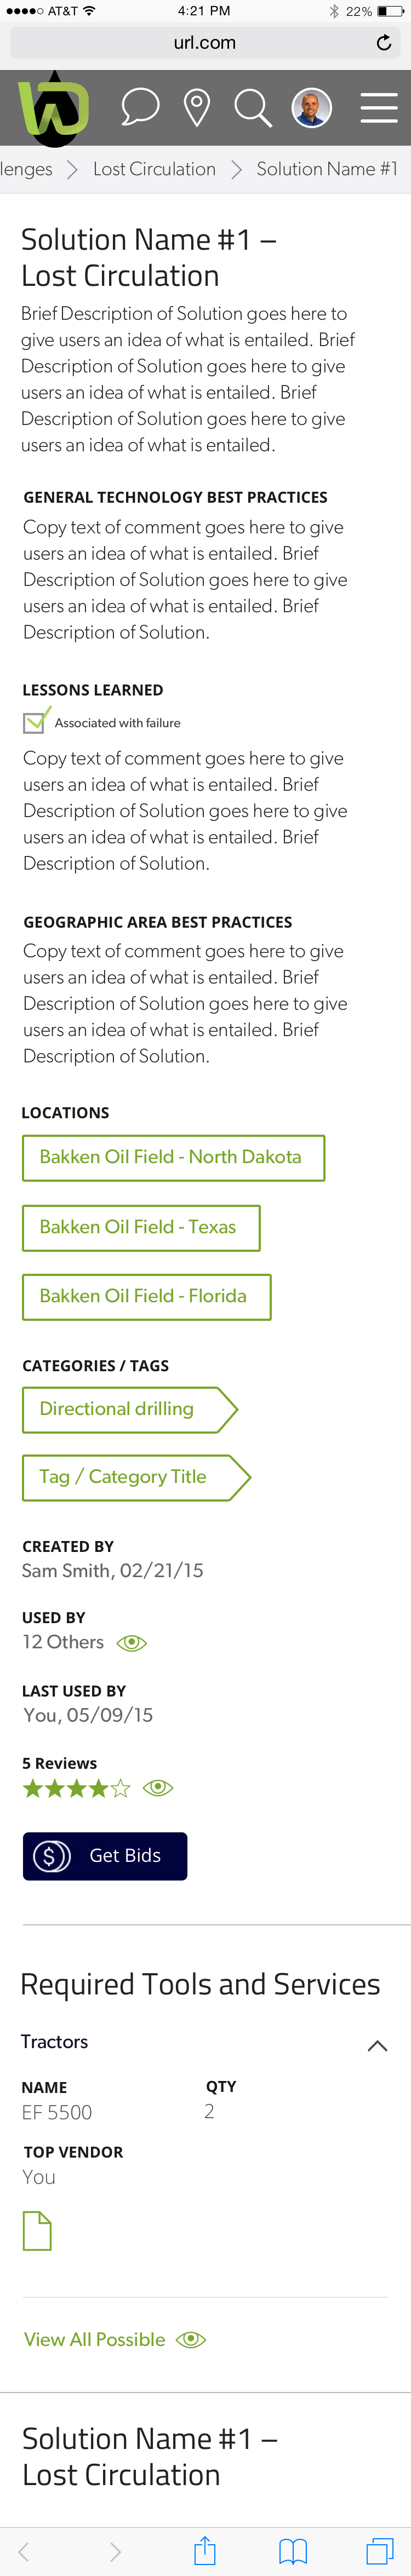 AT&T 4:21 PM 22%
url.com
lenges Lost Circulation Solution Name #1
Solution Name #1 –
Lost Circulation
Brief Description of Solution goes here to
give users an idea of what is entailed. Brief
Description of Solution goes here to give
users an idea of what is entailed. Brief
Description of Solution goes here to give
users an idea of what is entailed.
GENERAL TECHNOLOGY BEST PRACTICES
Copy text of comment goes here to give
users an idea of what is entailed. Brief
Description of Solution goes here to give
users an idea of what is entailed. Brief
Description of Solution.
LESSONS LEARNED
Associated with failure
Copy text of comment goes here to give
users an idea of what is entailed. Brief
Description of Solution goes here to give
users an idea of what is entailed. Brief
Description of Solution.
GEOGRAPHIC AREA BEST PRACTICES
Copy text of comment goes here to give
users an idea of what is entailed. Brief
Description of Solution goes here to give
users an idea of what is entailed. Brief
Description of Solution.
LOCATIONS
Bakken Oil Field - North Dakota
Bakken Oil Field - Texas
Bakken Oil Field - Florida
CATEGORIES / TAGS
Directional drilling
Tag / Category Title
CREATED BY
Sam Smith, 02/21/15
USED BY
12 Others
LAST USED BY
You, 05/09/15
5 Reviews
$ Get Bids
Required Tools and Services
Tractors
NAME QTY
EF 5500 2
TOP VENDOR
You
View All Possible
Solution Name #1 –
Lost Circulation